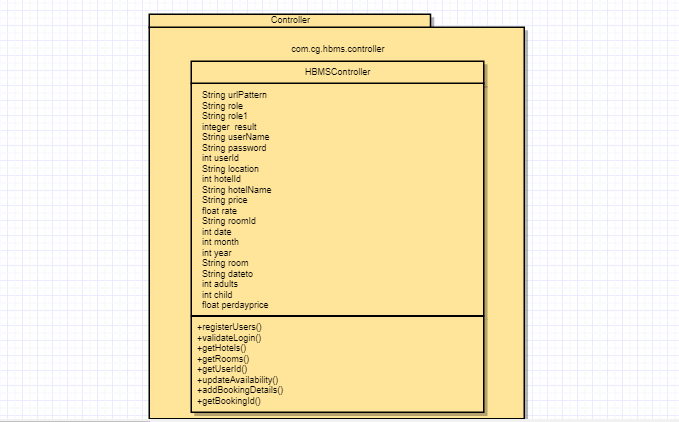 Controller
com.cg.hbms.controller
HBMSController
String urlPattern
String role
String role1
integer result
String userName
String password
int userId
String location
int hotelId
String hotelName
String price
float rate
String roomId
int date
int month
int year
String room
String dateto
int adults
int child
float perdayprice
+registerUsers()
+validateLogin()
+getHotels()
+getRooms()
+getUserId()
+updateAvailability()
+addBookingDetails()
+getBookingId()